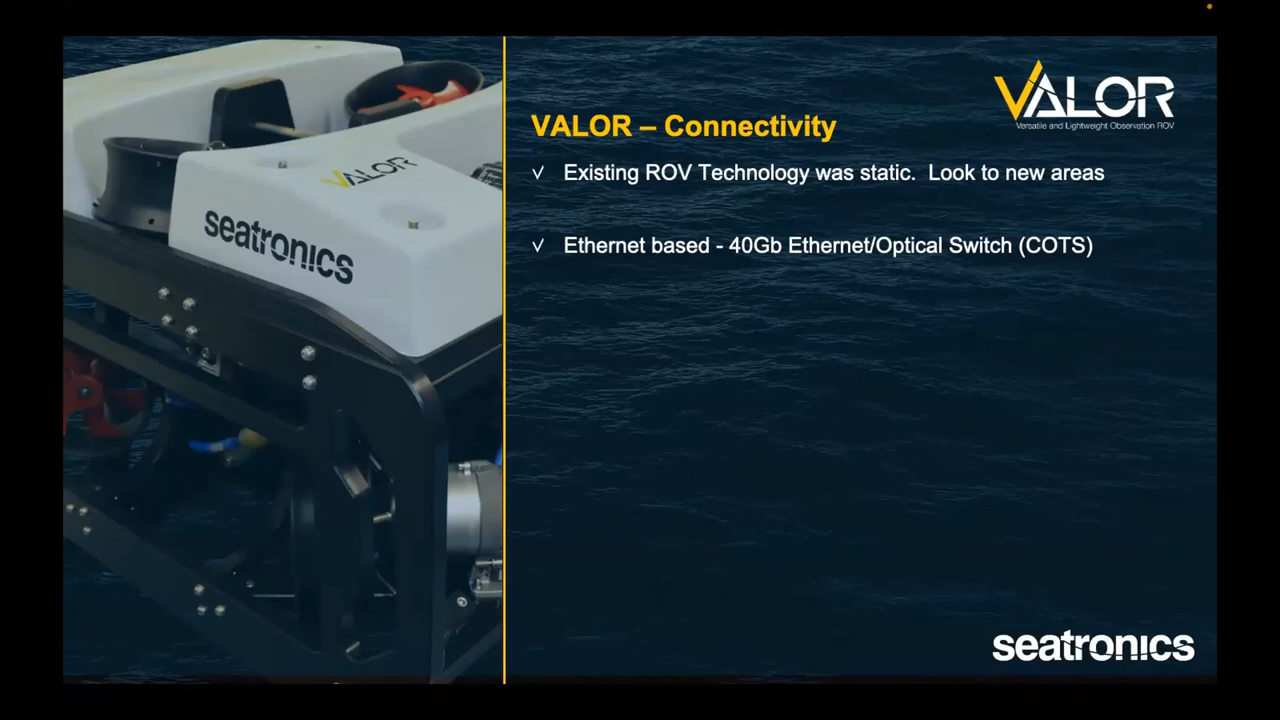 VALOR
Versatile and Lightweight Observation ROV
VALOR – Connectivity
Existing ROV Technology was static.  Look to new areas
Ethernet based - 40Gb Ethernet/Optical Switch (COTS)
VALOR
seatronics
seatronics